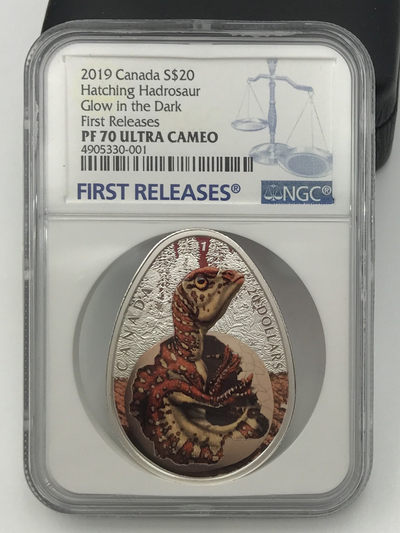 2019 Canada S$20
Hatching Hadrosaur
Glow in the Dark
First Releases
PF 70 ULTRA CAMEO
4905330-001
FIRST RELEASES®
NGC®
CANADA
20 DOLLARS